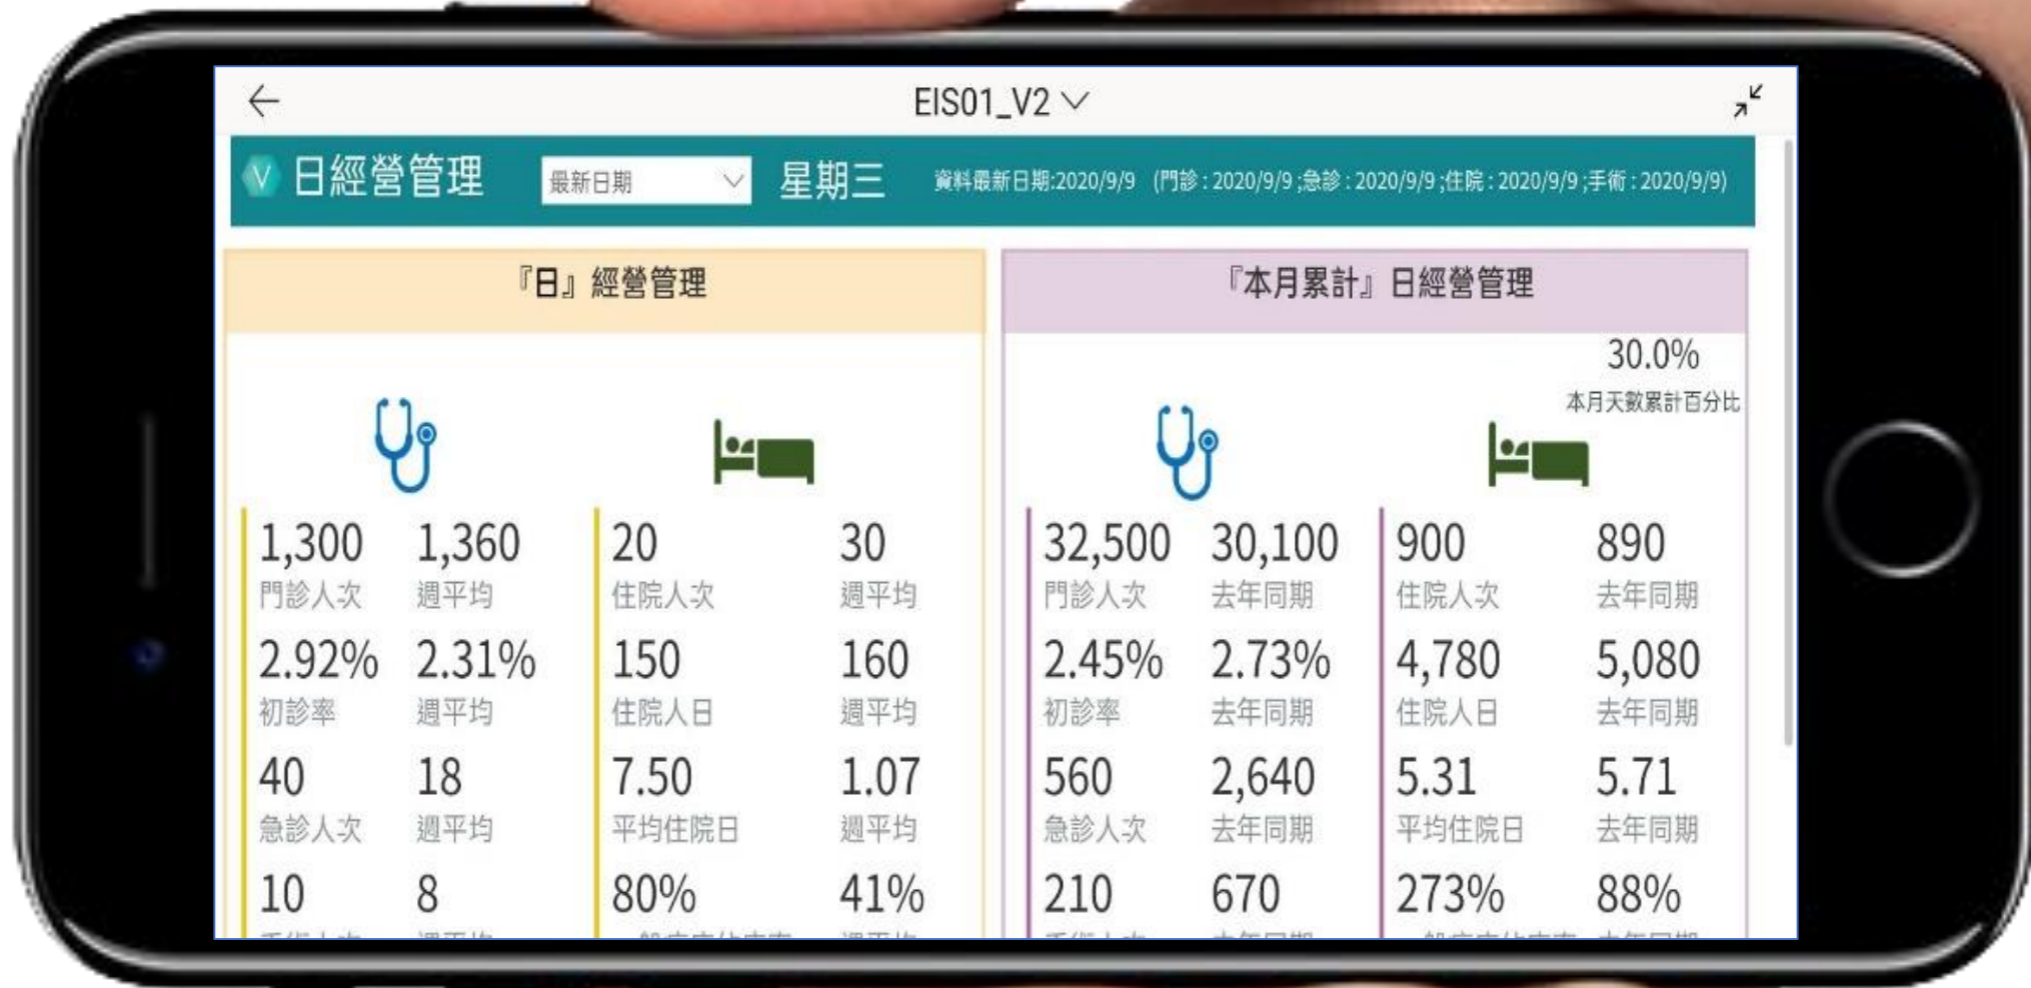 EIS01_V2
V 日經營管理 最新日期 星期三 資料最新日期:2020/9/9 (門診 : 2020/9/9 ;急診 : 2020/9/9 ;住院 : 2020/9/9 ;手術 : 2020/9/9)
『日』經營管理
1,300 1,360 20 30
門診人次 週平均 住院人次 週平均
2.92% 2.31% 150 160
初診率 週平均 住院人日 週平均
40 18 7.50 1.07
急診人次 週平均 平均住院日 週平均
10 8 80% 41%
『本月累計』日經營管理
30.0%
本月天數累計百分比
32,500 30,100 900 890
門診人次 去年同期 住院人次 去年同期
2.45% 2.73% 4,780 5,080
初診率 去年同期 住院人日 去年同期
560 2,640 5.31 5.71
急診人次 去年同期 平均住院日 去年同期
210 670 273% 88%